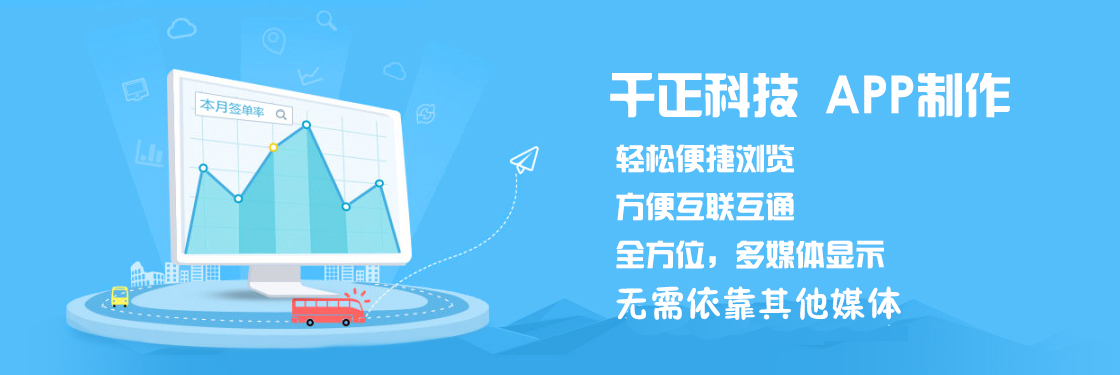 本月签单率
千正科技 APP制作
轻松便捷浏览
方便互联互通
全方位，多媒体显示
无需依靠其他媒体